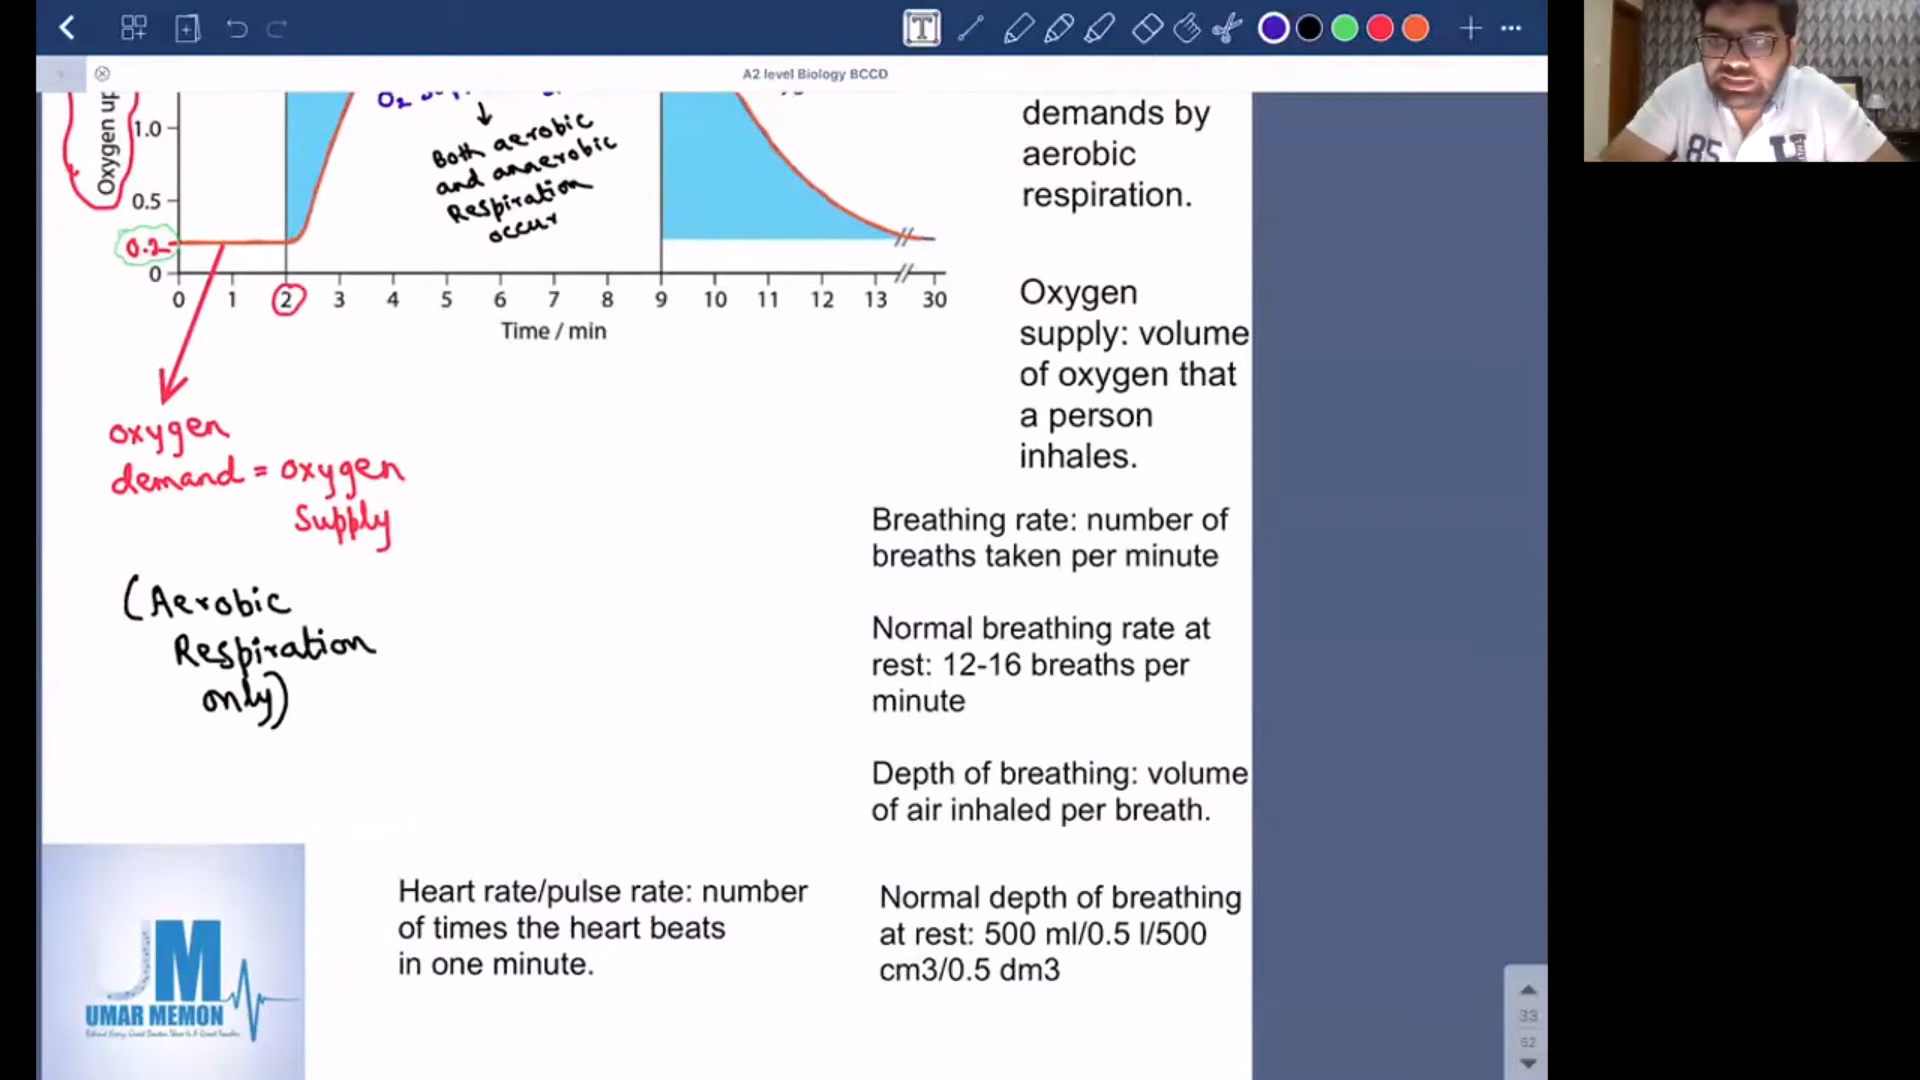 T
A2 level Biology BCCD
Oxygen up
1.0
0.5
0.2
0
0 1 2 3 4 5 6 7 8 9 10 11 12 13 30
Time / min
O2
Both aerobic
and anaerobic
Respiration
occur
oxygen
demand = oxygen
supply
(Aerobic
Respiration
only)
demands by
aerobic
respiration.
Oxygen
supply: volume
of oxygen that
a person
inhales.
Breathing rate: number of
breaths taken per minute
Normal breathing rate at
rest: 12-16 breaths per
minute
Depth of breathing: volume
of air inhaled per breath.
Heart rate/pulse rate: number
of times the heart beats
in one minute.
Normal depth of breathing
at rest: 500 ml/0.5 l/500
cm3/0.5 dm3
JM
UMAR MEMON
33
62
85